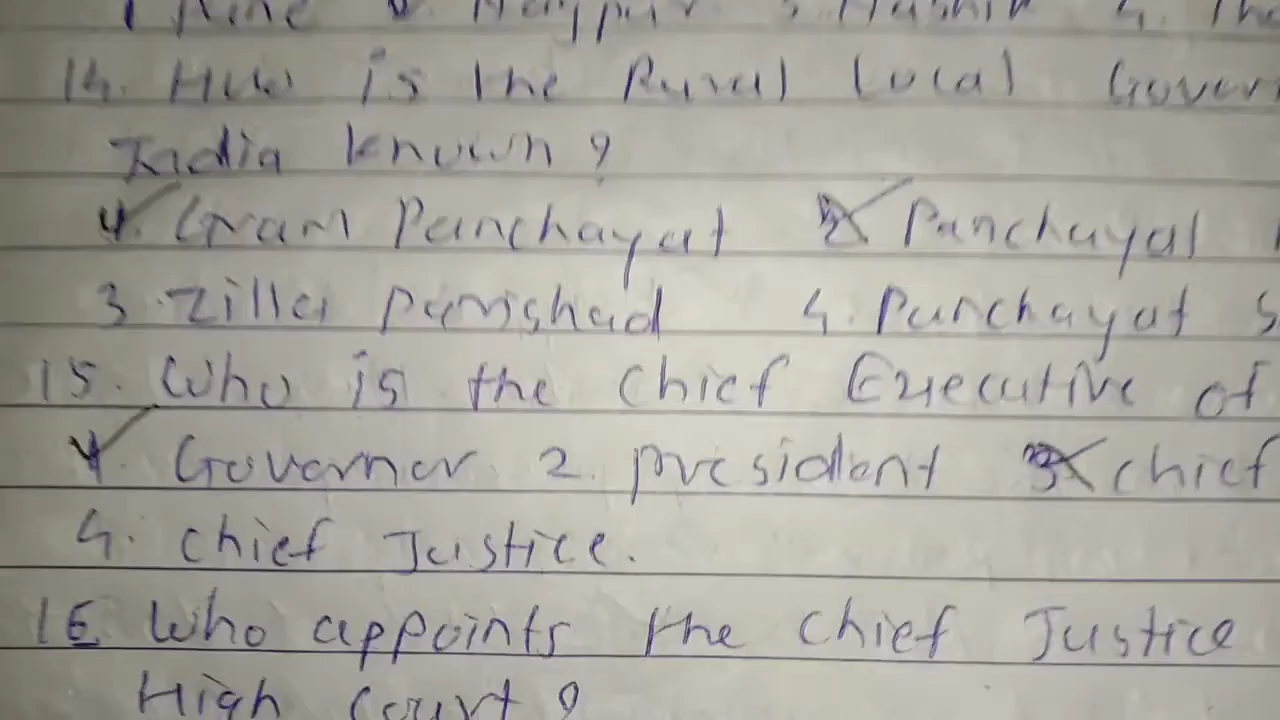 14. How is the Rural Local Govern
India known?
1. Gram Panchayat 2. Panchayat
3. Zilla Parishad 4. Panchayat S
15. Who is the chief Executive of
1. Governor 2. president 3. chief
4. chief Justice.
16 Who appoints the chief Justice
High Court?